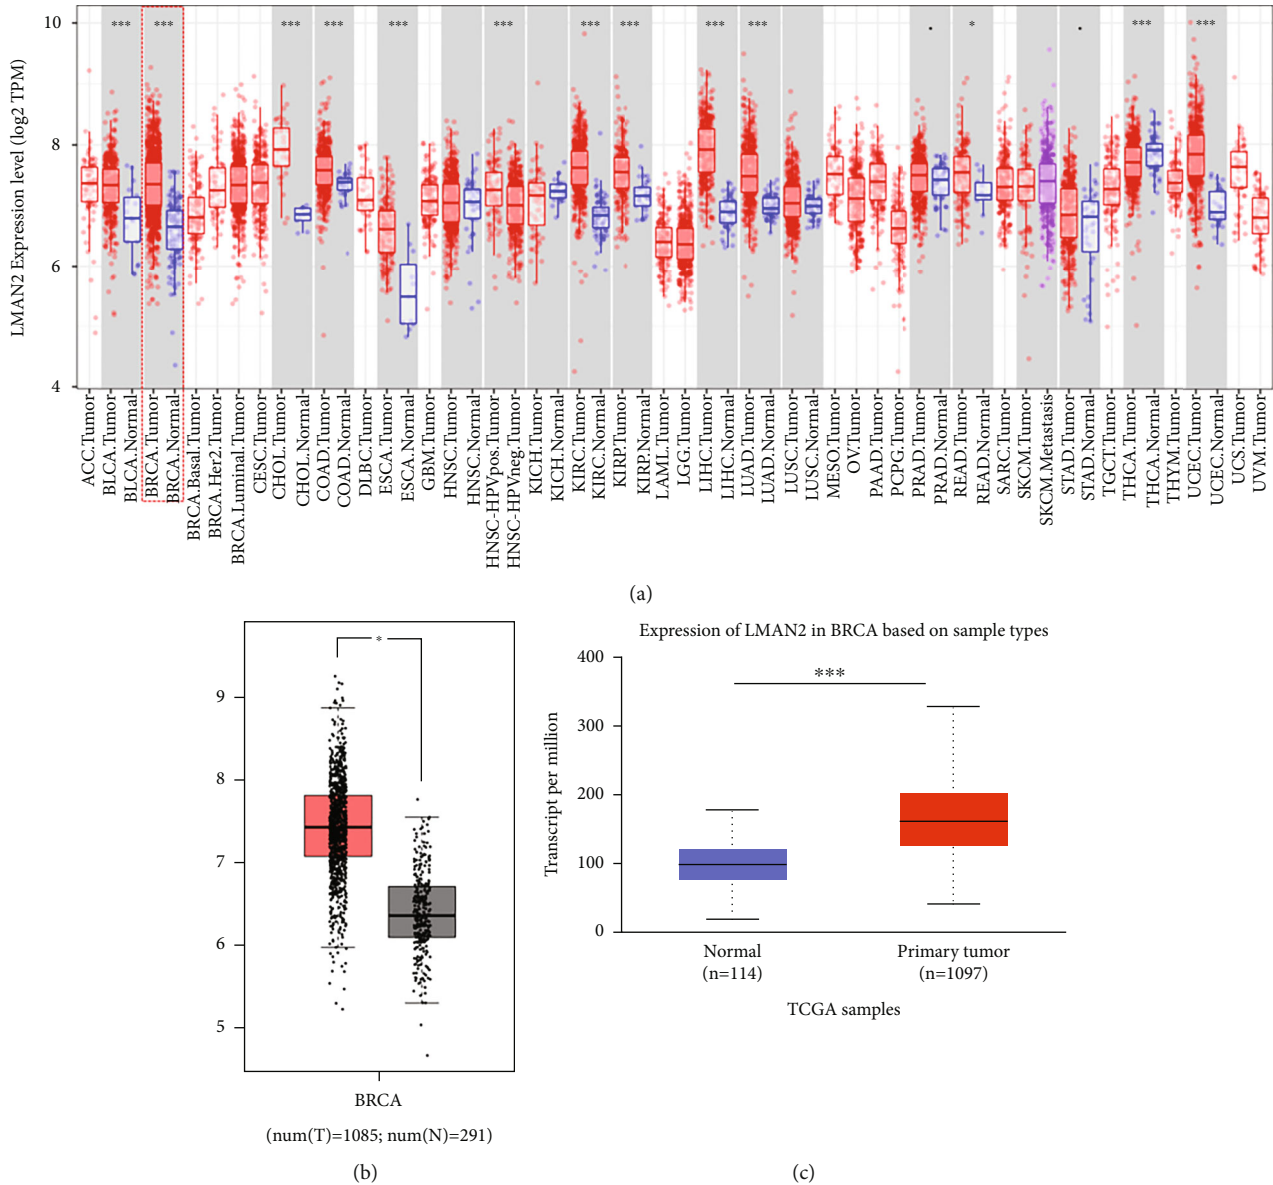 LMAN2 Expression level (log2 TPM)
10
8
6
4
*** *** *** *** *** *** *** *** *** *** . * . *** ***
ACC.Tumor
BLCA.Tumor
BLCA.Normal
BRCA.Tumor
BRCA.Normal
BRCA.Basal.Tumor
BRCA.Her2.Tumor
BRCA.Luminal.Tumor
CESC.Tumor
CHOL.Tumor
CHOL.Normal
COAD.Tumor
COAD.Normal
DLBC.Tumor
ESCA.Tumor
ESCA.Normal
GBM.Tumor
HNSC.Tumor
HNSC.Normal
HNSC-HPVpos.Tumor
HNSC-HPVneg.Tumor
KICH.Tumor
KICH.Normal
KIRC.Tumor
KIRC.Normal
KIRP.Tumor
KIRP.Normal
LAML.Tumor
LGG.Tumor
LIHC.Tumor
LIHC.Normal
LUAD.Tumor
LUAD.Normal
LUSC.Tumor
LUSC.Normal
MESO.Tumor
OV.Tumor
PAAD.Tumor
PCPG.Tumor
PRAD.Tumor
PRAD.Normal
READ.Tumor
READ.Normal
SARC.Tumor
SKCM.Tumor
SKCM.Metastasis
STAD.Tumor
STAD.Normal
TGCT.Tumor
THCA.Tumor
THCA.Normal
THYM.Tumor
UCEC.Tumor
UCEC.Normal
UCS.Tumor
UVM.Tumor
(a)
*
9
8
7
6
5
BRCA
(num(T)=1085; num(N)=291)
(b)
Expression of LMAN2 in BRCA based on sample types
Transcript per million
400
300
200
100
0
***
Normal
(n=114)
Primary tumor
(n=1097)
TCGA samples
(c)